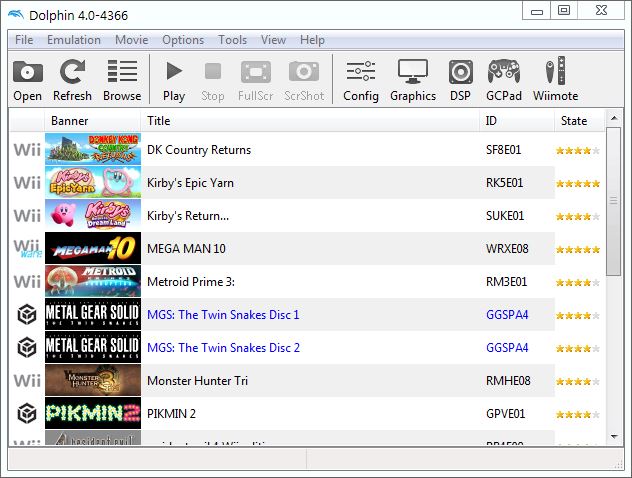 Dolphin 4.0-4366
File Emulation Movie Options Tools View Help
Open Refresh Browse Play Stop FullScr ScrShot Config Graphics DSP GCPad Wiimote
Banner Title ID State
Wii DONKEY KONG COUNTRY RETURNS DK Country Returns SF8E01
Wii Kirby's Epic Yarn Kirby's Epic Yarn RK5E01
Wii Kirby's Return to Dream Land Kirby's Return... SUKE01
Wii Ware MEGAMAN 10 MEGA MAN 10 WRXE08
Wii METROID PRIME Metroid Prime 3: RM3E01
METAL GEAR SOLID THE TWIN SNAKES MGS: The Twin Snakes Disc 1 GGSPA4
METAL GEAR SOLID THE TWIN SNAKES MGS: The Twin Snakes Disc 2 GGSPA4
Wii MONSTER HUNTER 3 Monster Hunter Tri RMHE08
PIKMIN 2 PIKMIN 2 GPVE01
Wii resident evil 4